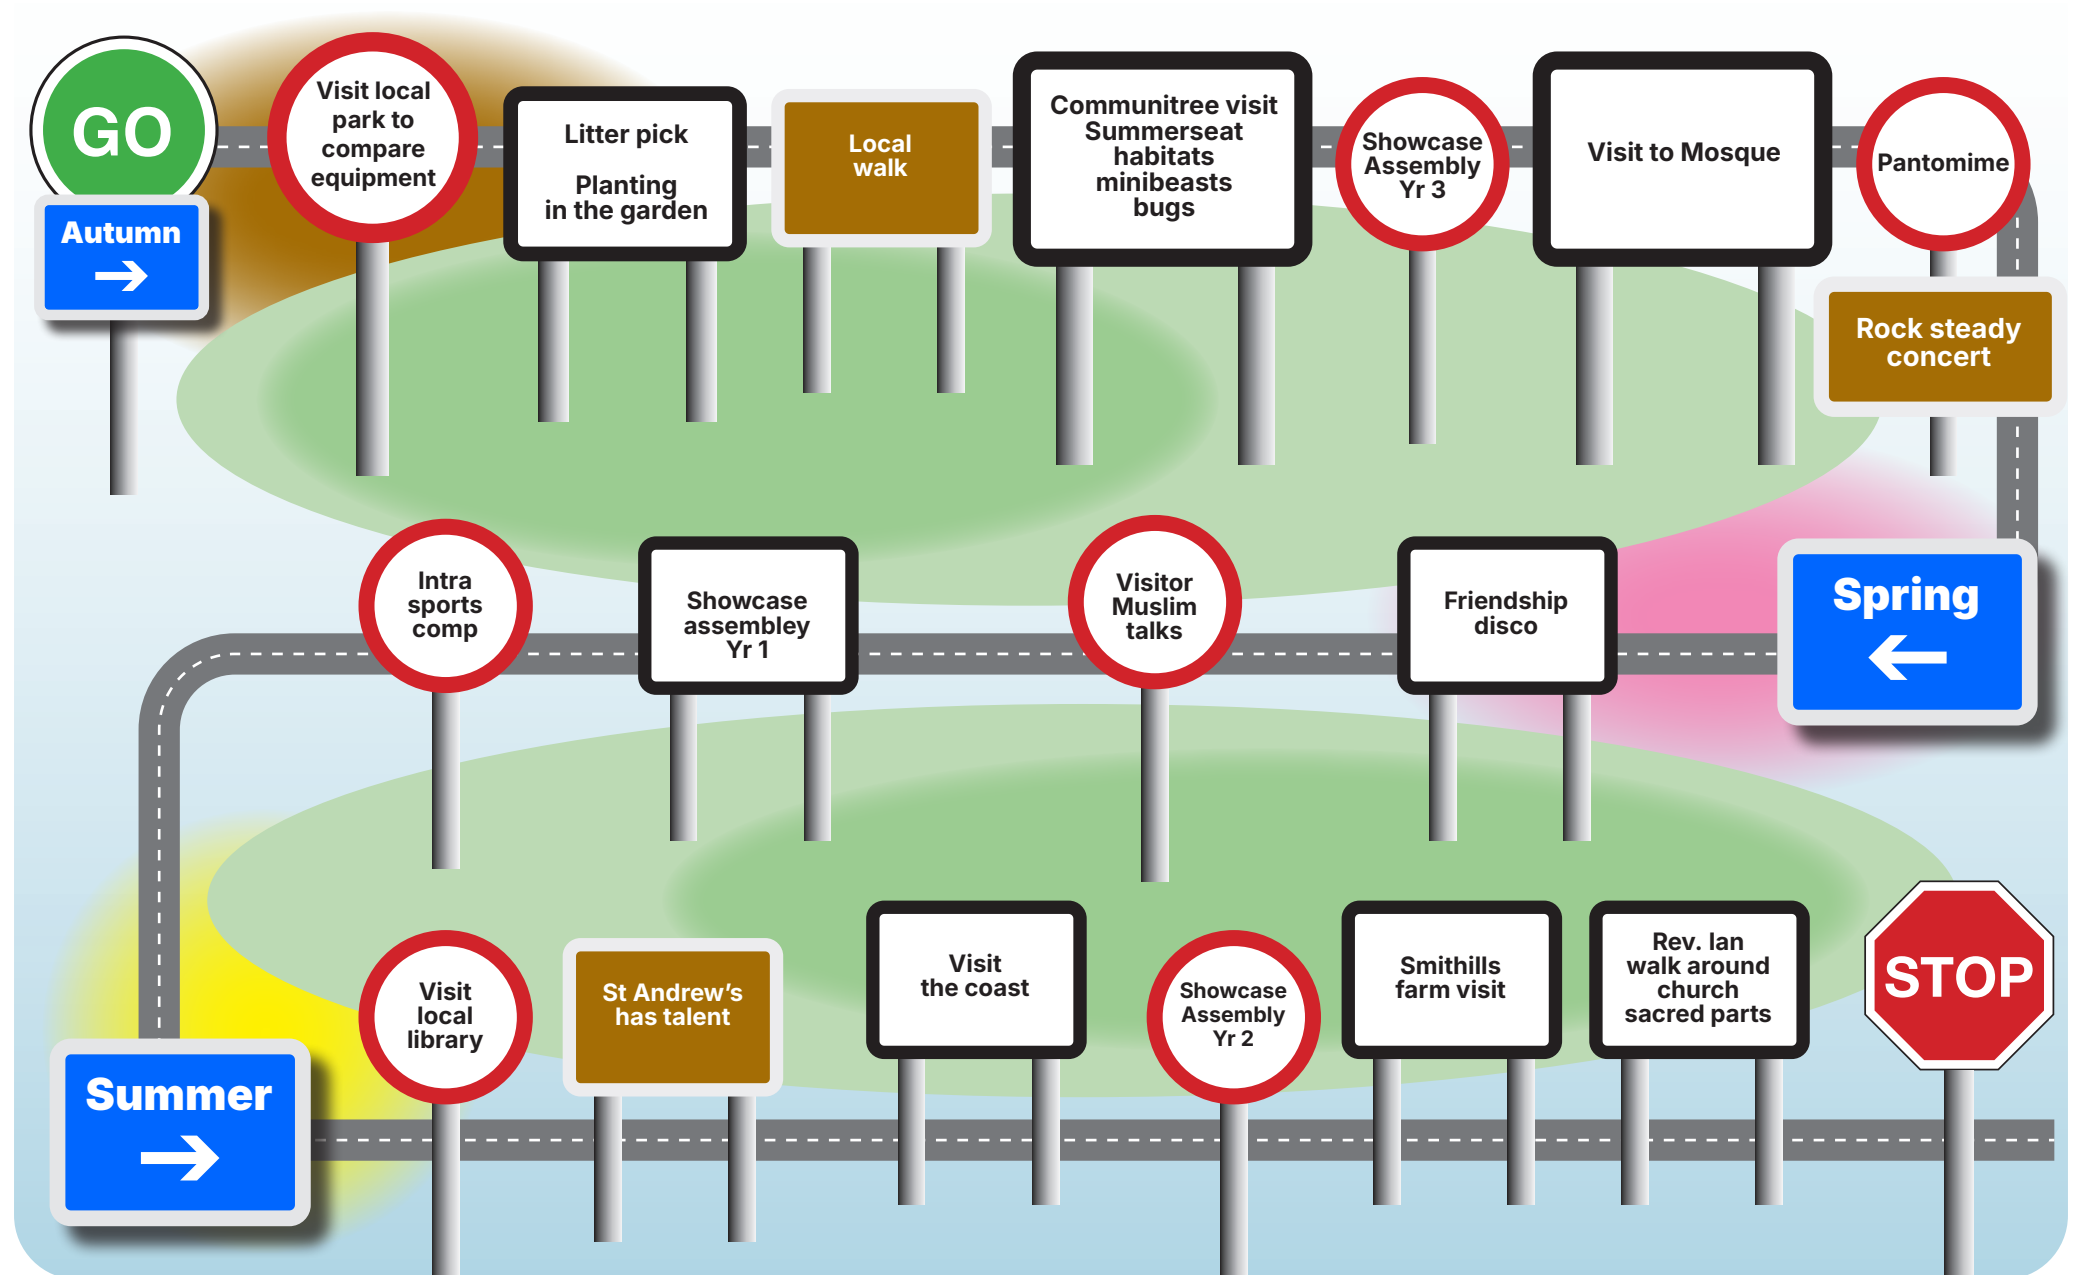 GO
Autumn
Visit local
park to
compare
equipment
Litter pick
Planting
in the garden
Local
walk
Communitree visit
Summerseat
habitats
minibeasts
bugs
Showcase
Assembly
Yr 3
Visit to Mosque
Pantomime
Rock steady
concert
Spring
Friendship
disco
Visitor
Muslim
talks
Showcase
assembley
Yr 1
Intra
sports
comp
Summer
Visit
local
library
St Andrew’s
has talent
Visit
the coast
Showcase
Assembly
Yr 2
Smithills
farm visit
Rev. Ian
walk around
church
sacred parts
STOP